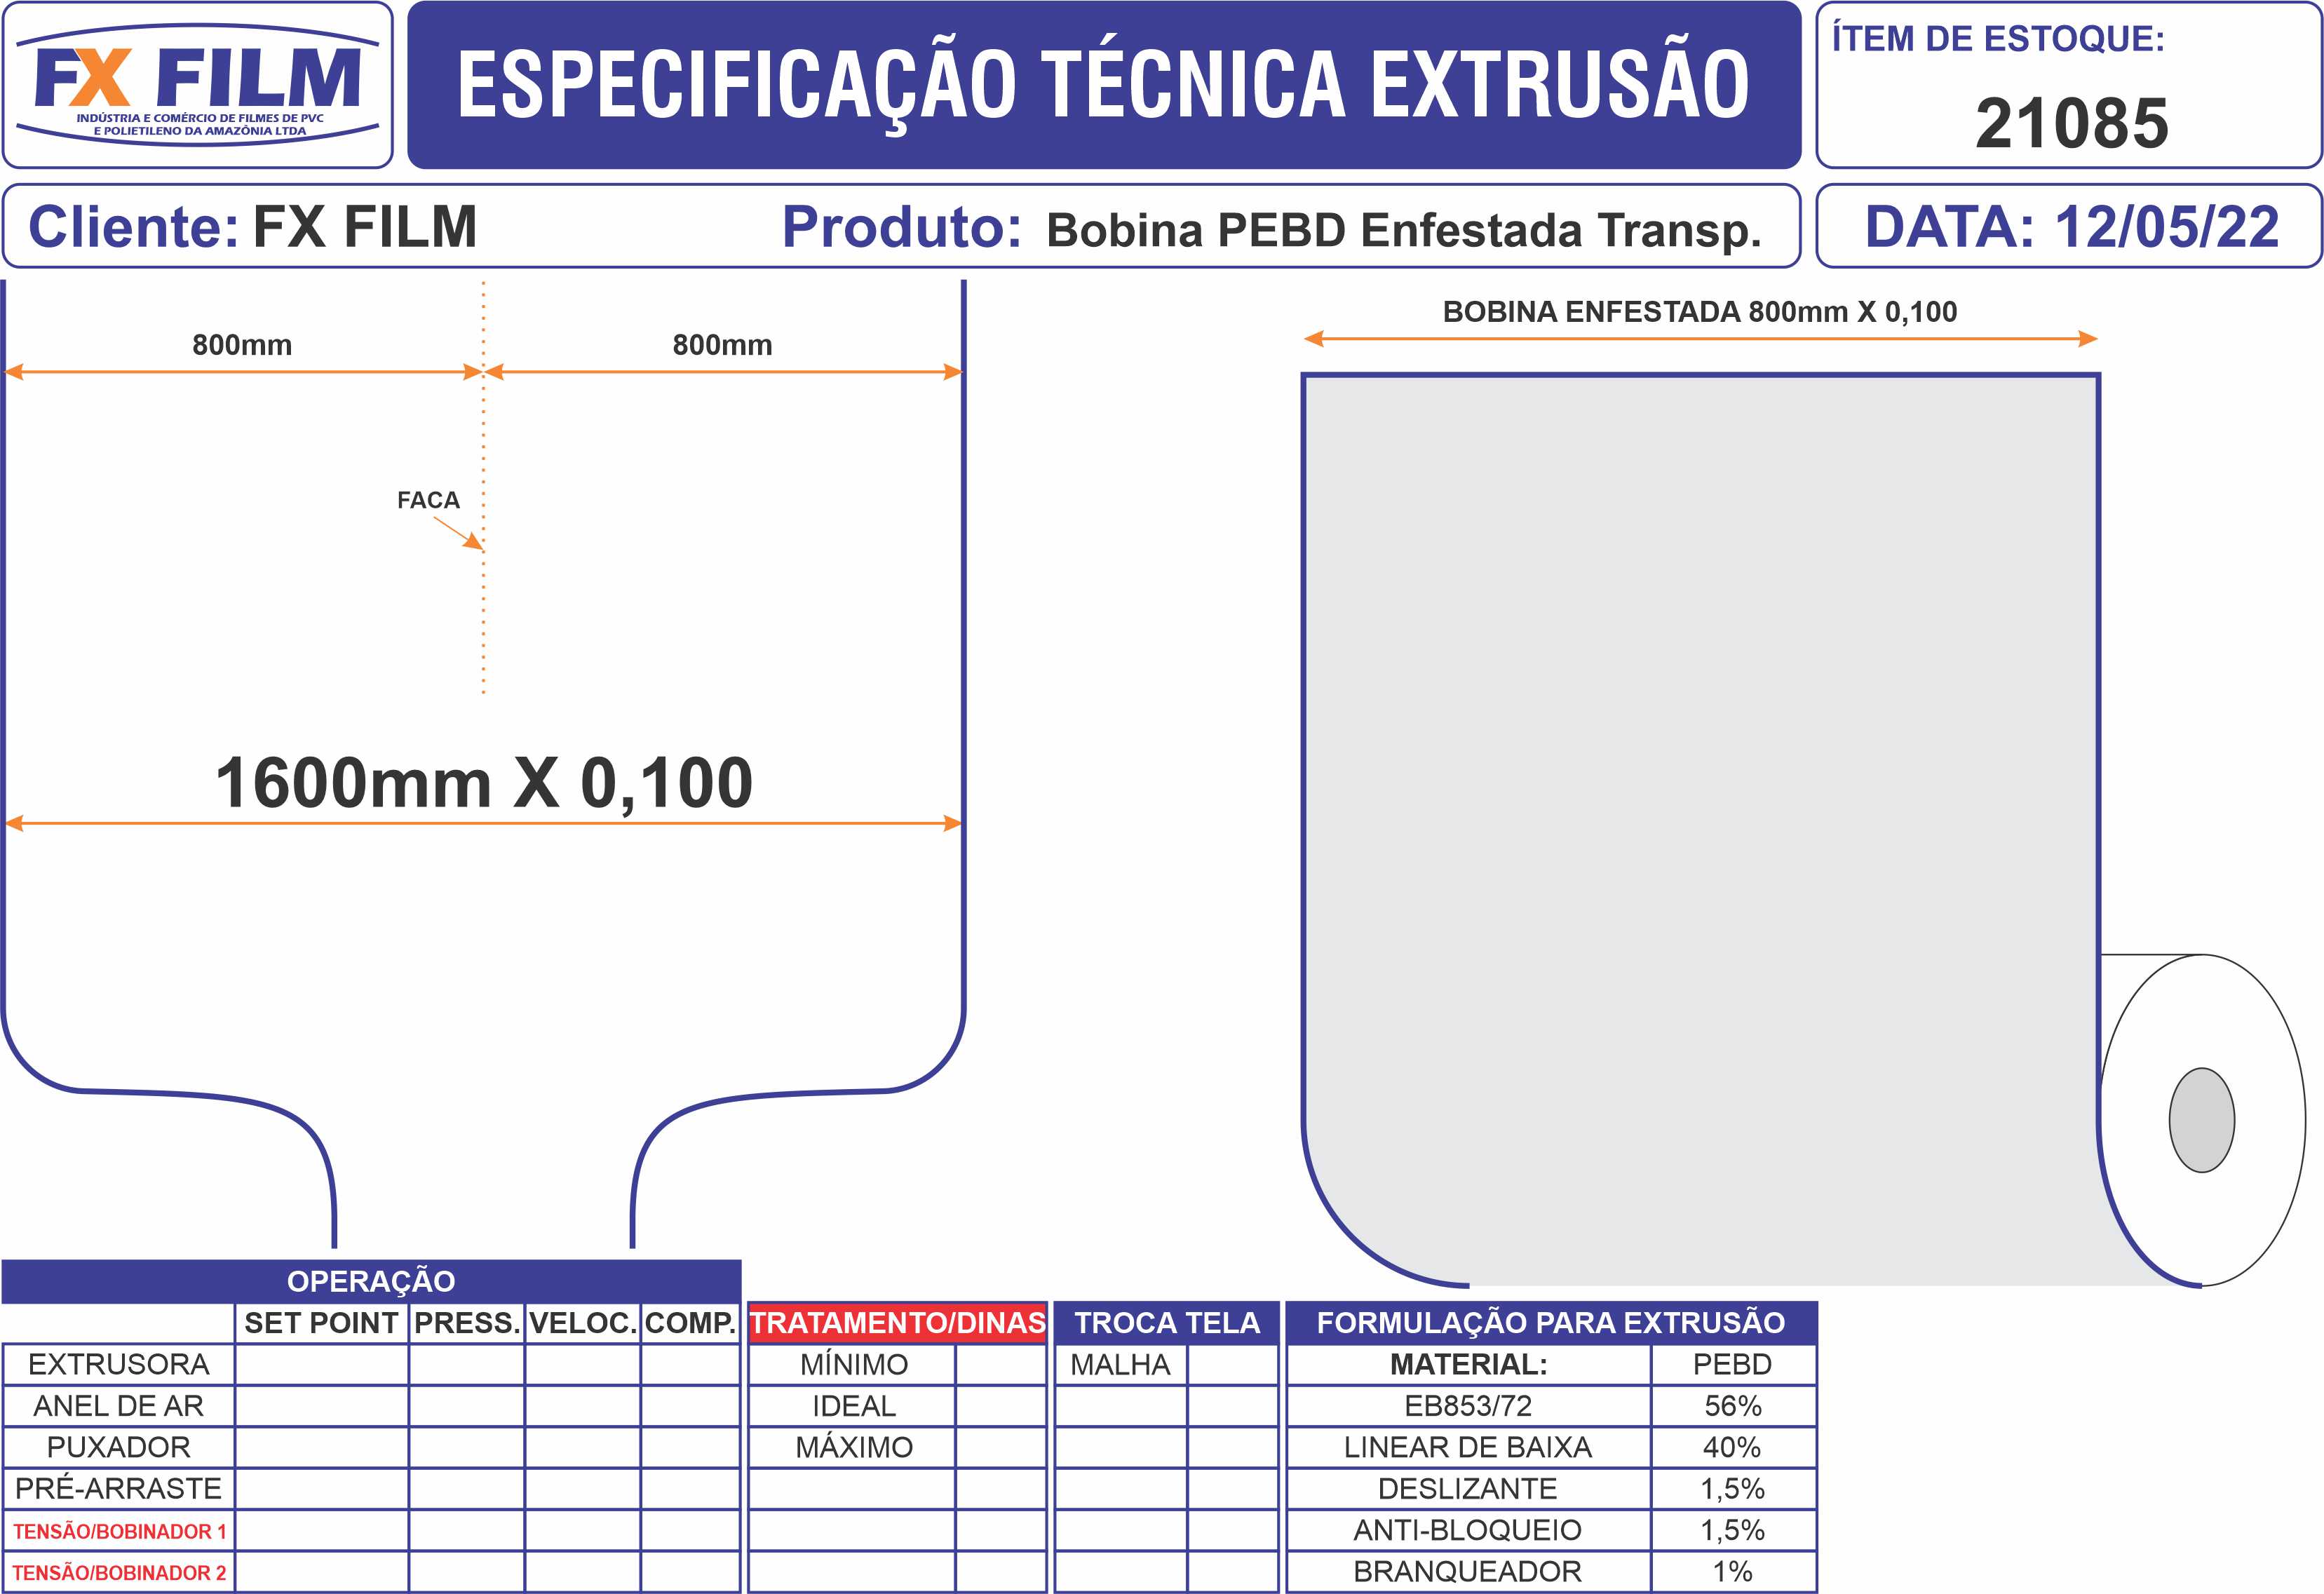 FX FILM
INDÚSTRIA E COMÉRCIO DE FILMES DE PVC
E POLIETILENO DA AMAZÔNIA LTDA
ESPECIFICAÇÃO TÉCNICA EXTRUSÃO
ÍTEM DE ESTOQUE:
21085
Cliente: FX FILM
Produto: Bobina PEBD Enfestada Transp.
DATA: 12/05/22
800mm 800mm
FACA
1600mm X 0,100
BOBINA ENFESTADA 800mm X 0,100
OPERAÇÃO
SET POINT PRESS. VELOC. COMP.
EXTRUSORA
ANEL DE AR
PUXADOR
PRÉ-ARRASTE
TENSÃO/BOBINADOR 1
TENSÃO/BOBINADOR 2
TRATAMENTO/DINAS
MÍNIMO
IDEAL
MÁXIMO
TROCA TELA
MALHA
FORMULAÇÃO PARA EXTRUSÃO
MATERIAL: PEBD
EB853/72 56%
LINEAR DE BAIXA 40%
DESLIZANTE 1,5%
ANTI-BLOQUEIO 1,5%
BRANQUEADOR 1%